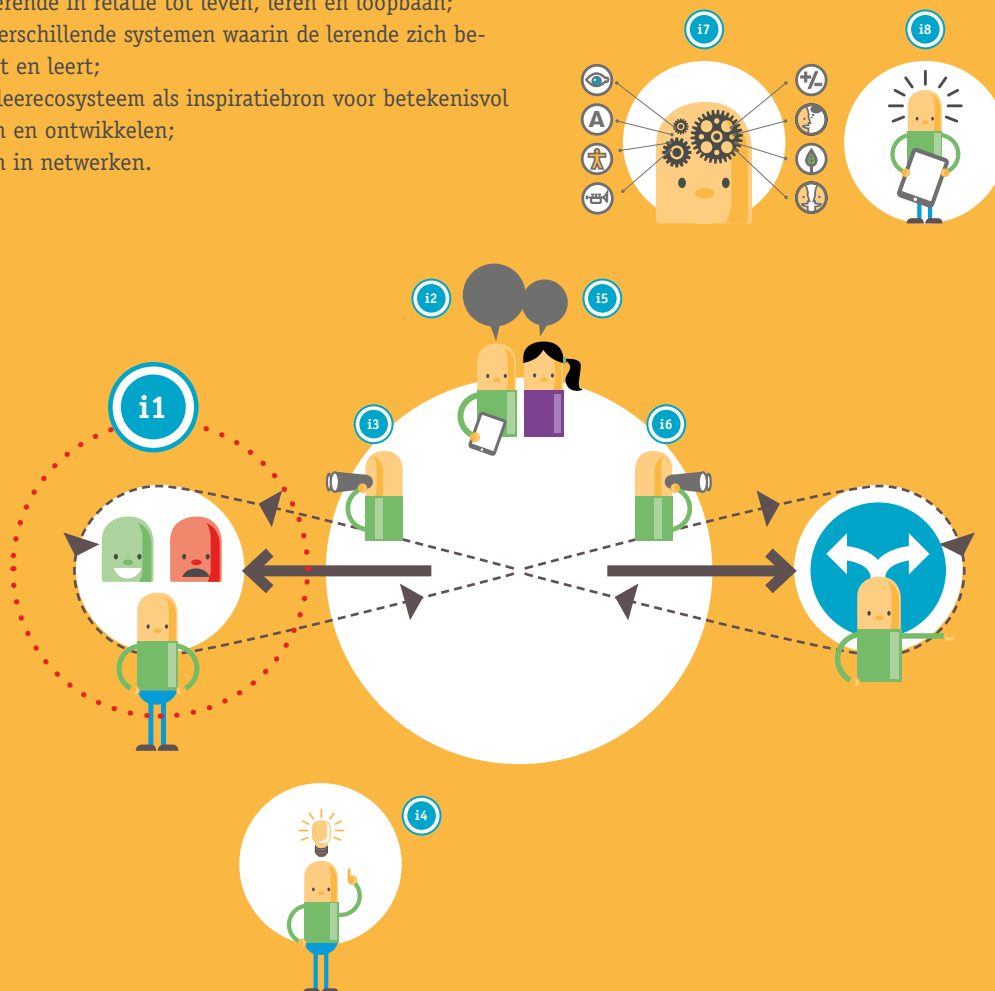 erende in relatie tot leven, leren en loopbaan;
erschillende systemen waarin de lerende zich be-
t en leert;
leerecosysteem als inspiratiebron voor betekenisvol
n en ontwikkelen;
n in netwerken.
i7
i8
+/-
A
i2
i5
i1
i3
i6
i4